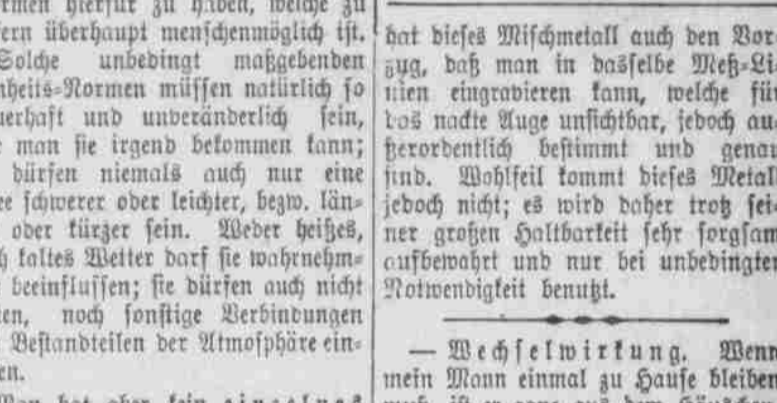 hierfür zu haben, welche zu
überhaupt menschenmöglich ist.
Solche unbedingt maßgebenden
nheits-Normen müssen natürlich so
uerhaft und unveränderlich sein,
man sie irgend bekommen kann;
dürfen niemals auch nur eine
ee schwerer oder leichter, bezw. län-
oder kürzer sein. Weder heißes,
h kaltes Wetter darf sie wahrnehm-
beeinflussen; sie dürfen auch nicht
en, noch sonstige Verbindungen
Bestandteilen der Atmosphäre ein-
en.
hat dieses Mischmetall auch den Vor-
zug, daß man in dasselbe Meß-Li-
nien eingravieren kann, welche für
das nackte Auge unsichtbar, jedoch au-
ßerordentlich bestimmt und genau
sind. Wohlfeil kommt dieses Metall
jedoch nicht; es wird daher trotz sei-
ner großen Haltbarkeit sehr sorgsam
aufbewahrt und nur bei unbedingter
Notwendigkeit benutzt.
— Wechselwirkung. Wenn
mein Mann einmal zu Hause bleiben